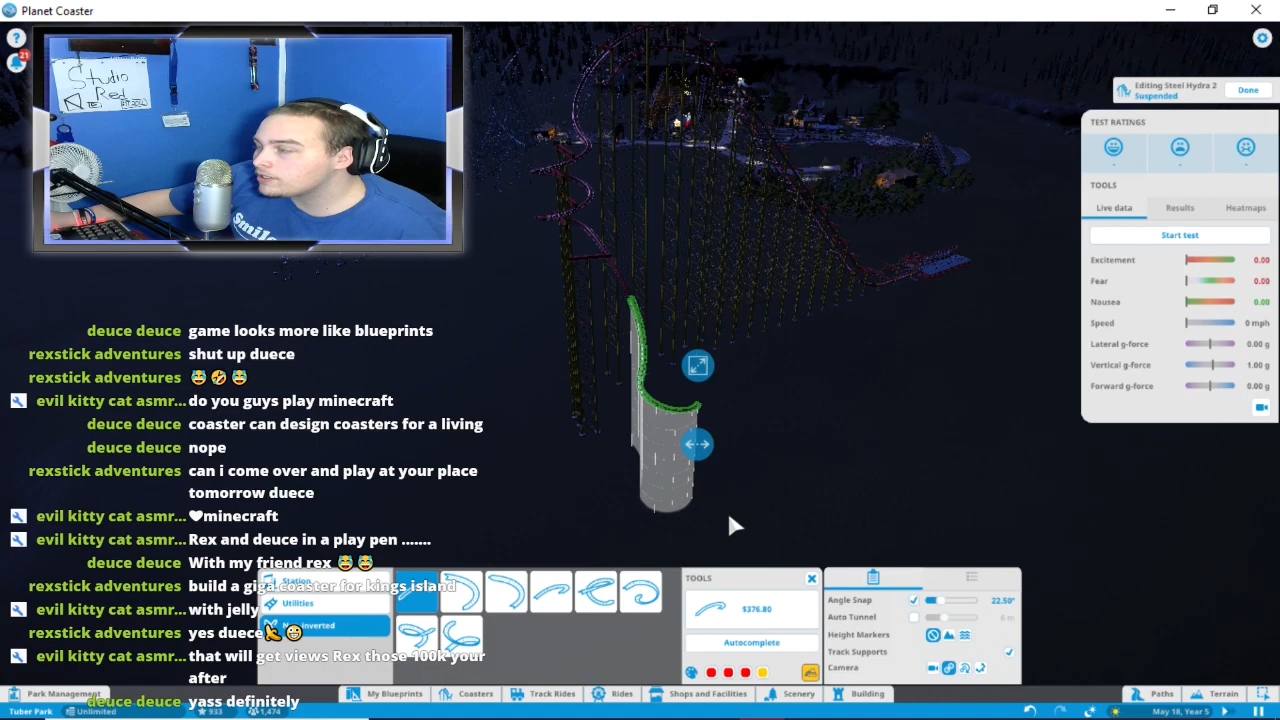 Planet Coaster
21
Studio
Red
Smile
Editing Steel Hydra 2
Suspended
Done
TEST RATINGS
- - -
TOOLS
Live data Results Heatmaps
Start test
Excitement 0.00
Fear 0.00
Nausea 0.00
Speed 0 mph
Lateral g-force 0.00 g
Vertical g-force 1.00 g
Forward g-force 0.00 g
deuce deuce game looks more like blueprints
rexstick adventures shut up duece
rexstick adventures 😅🤣😅
evil kitty cat asmr... do you guys play minecraft
deuce deuce coaster can design coasters for a living
deuce deuce nope
rexstick adventures can i come over and play at your place
tomorrow duece
evil kitty cat asmr... ♥minecraft
evil kitty cat asmr... Rex and deuce in a play pen .......
deuce deuce With my friend rex 😅😅
rexstick adventures build a giga coaster for kings island
evil kitty cat asmr... with jelly
rexstick adventures yes duece🙋😀
evil kitty cat asmr... that will get views Rex those 100k your
after
deuce deuce yass definitely
Station
Utilities
TOOLS
$376.80
Autocomplete
Angle Snap 22.50°
Auto Tunnel 6 m
Height Markers
Track Supports
Camera
Park Management My Blueprints Coasters Track Rides Rides Shops and Facilities Scenery Building Paths Terrain
Tuber Park Unlimited 933 1,474 May 18, Year 5